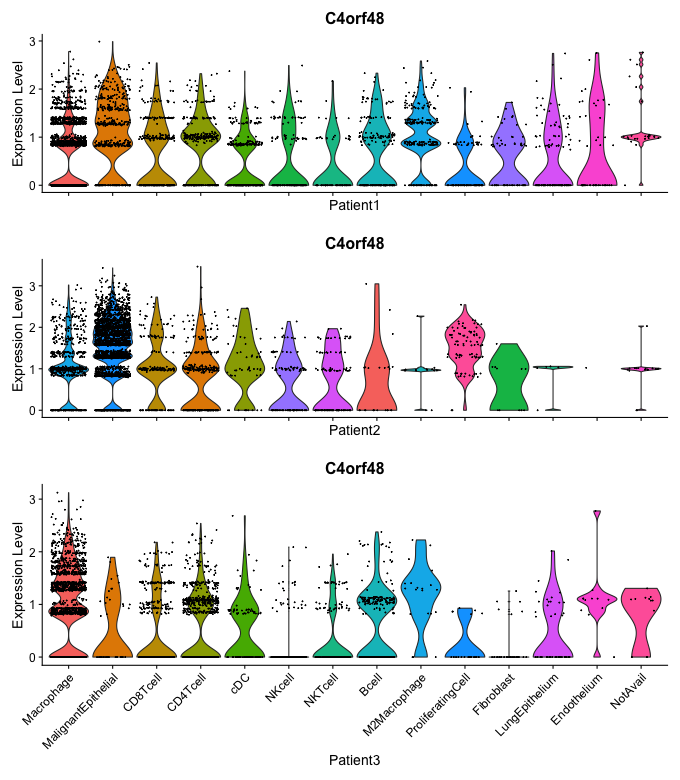 C4orf48
Expression Level
3
2
1
0
Patient1
C4orf48
Expression Level
3
2
1
0
Patient2
C4orf48
Expression Level
3
2
1
0
Macrophage
MalignantEpithelial
CD8Tcell
CD4Tcell
cDC
NKcell
NKTcell
Bcell
M2Macrophage
ProliferatingCell
Fibroblast
LungEpithelium
Endothelium
NotAvail
Patient3